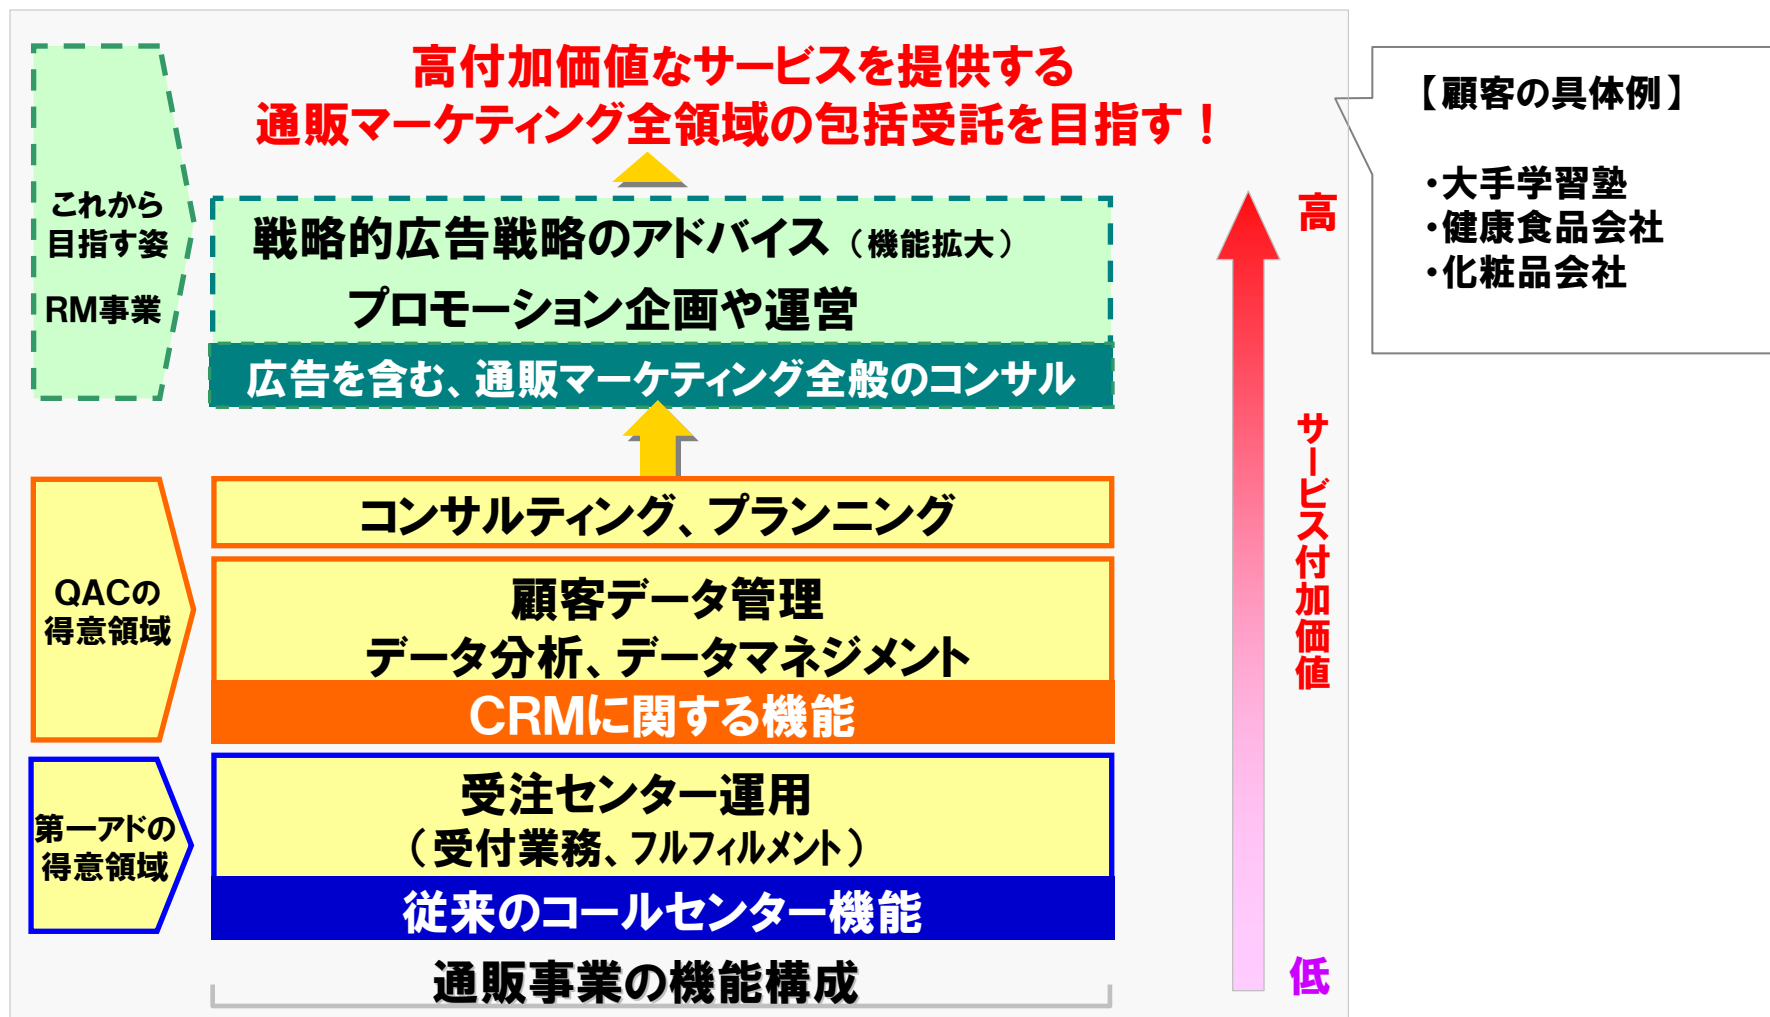 高付加価値なサービスを提供する
通販マーケティング全領域の包括受託を目指す！
これから
目指す姿
RM事業
戦略的広告戦略のアドバイス（機能拡大）
プロモーション企画や運営
広告を含む、通販マーケティング全般のコンサル
QACの
得意領域
コンサルティング、プランニング
顧客データ管理
データ分析、データマネジメント
CRMに関する機能
第一アドの
得意領域
受注センター運用
（受付業務、フルフィルメント）
従来のコールセンター機能
通販事業の機能構成
高
サービス付加価値
低
【顧客の具体例】
・大手学習塾
・健康食品会社
・化粧品会社